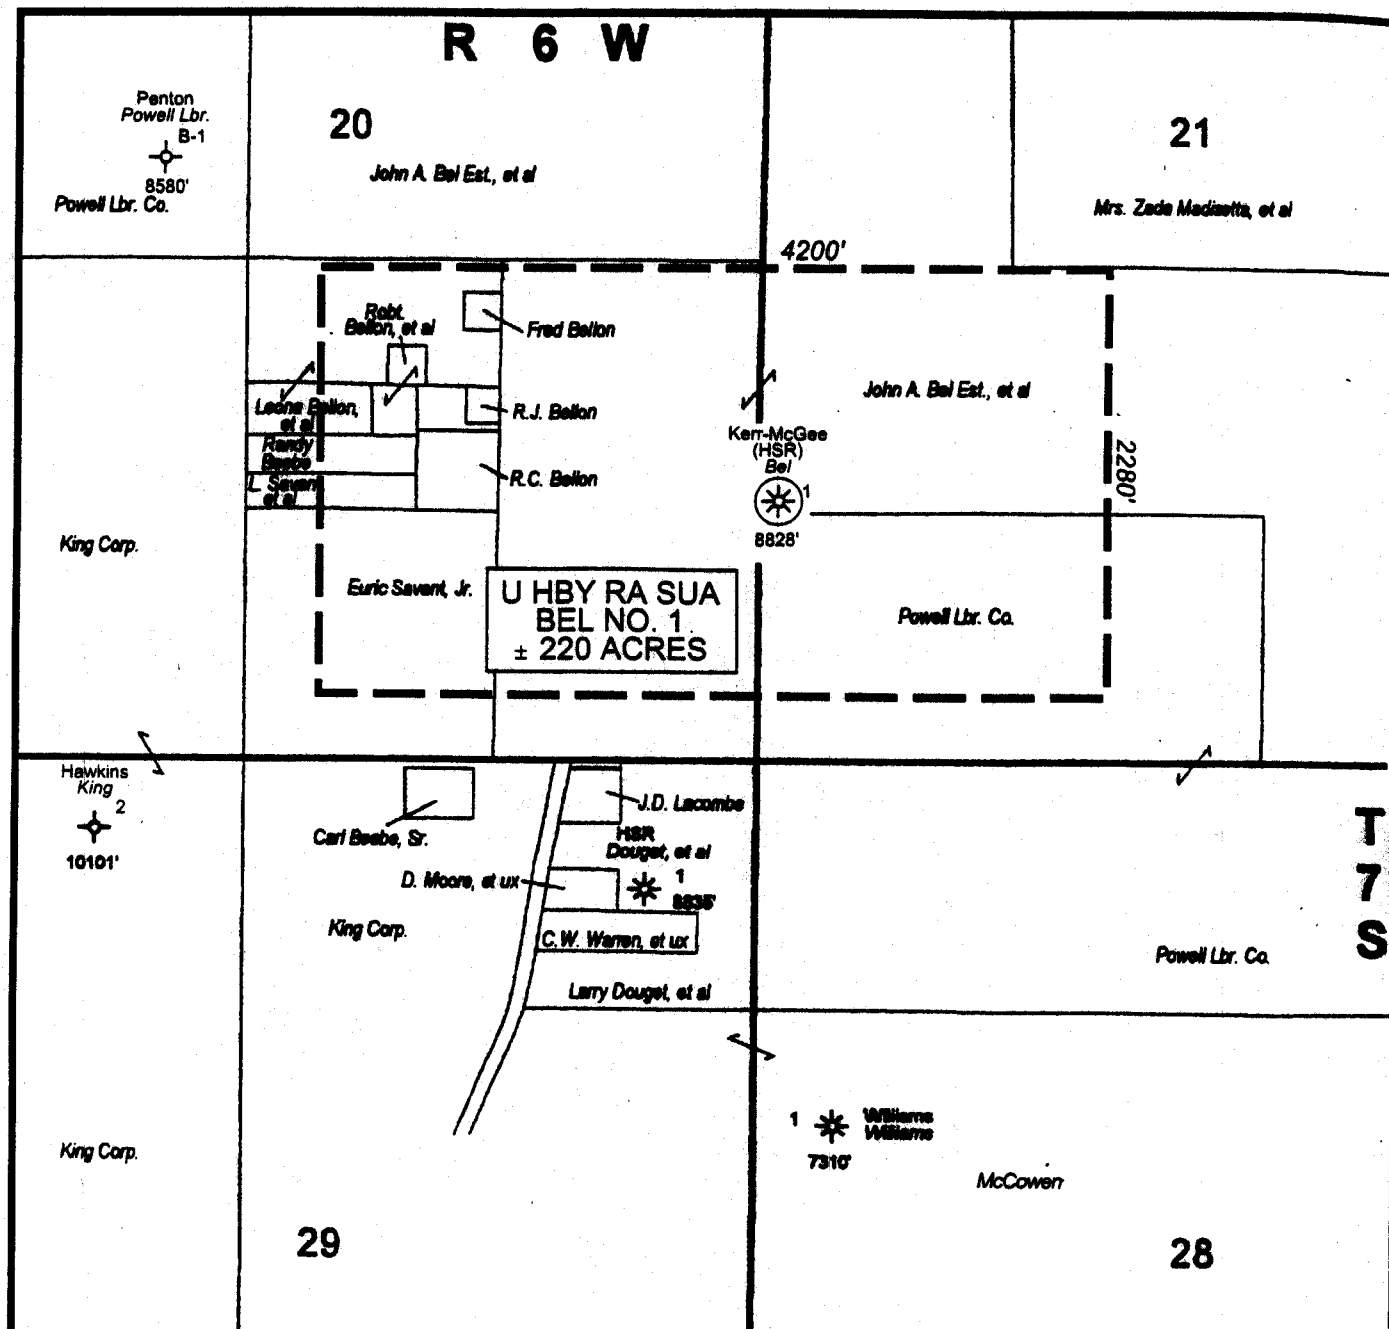 R 6 W
Penton
Powell Lbr.
B-1
8580'
Powell Lbr. Co.
20
John A. Bel Est., et al
21
Mrs. Zada Madisetta, et al
4200'
Robt.
Bellon, et al
Fred Bellon
John A. Bel Est., et al
Leona Bellon,
et al
R.J. Bellon
Randy
Beebe
L. Savant
et al
R.C. Bellon
Kerr-McGee
(HSR)
Bel
1
8828'
2280'
King Corp.
Euric Savant, Jr.
U HBY RA SUA
BEL NO. 1
± 220 ACRES
Powell Lbr. Co.
Hawkins
King
2
10101'
Carl Beebe, Sr.
J.D. Lacombe
HSR
Douget, et al
1
8835'
D. Moore, et ux
King Corp.
C.W. Warren, et ux
Larry Douget, et al
Powell Lbr. Co.
T
7
S
King Corp.
1
Williams
Williams
7310'
McCowen
29
28